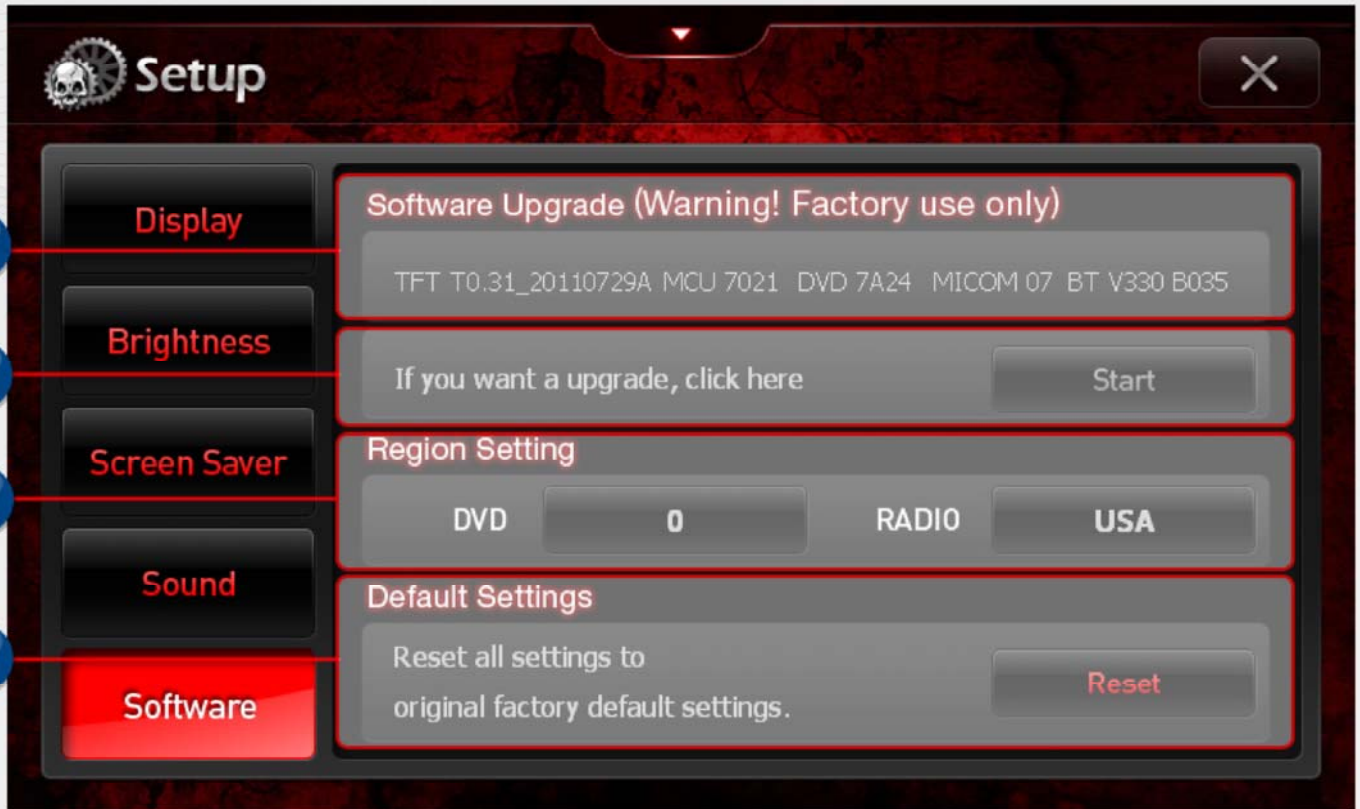 Setup
Display
Brightness
Screen Saver
Sound
Software
Software Upgrade (Warning! Factory use only)
TFT T0.31_20110729A MCU 7021 DVD 7A24 MICOM 07 BT V330 B035
If you want a upgrade, click here
Start
Region Setting
DVD 0 RADIO USA
Default Settings
Reset all settings to
original factory default settings.
Reset